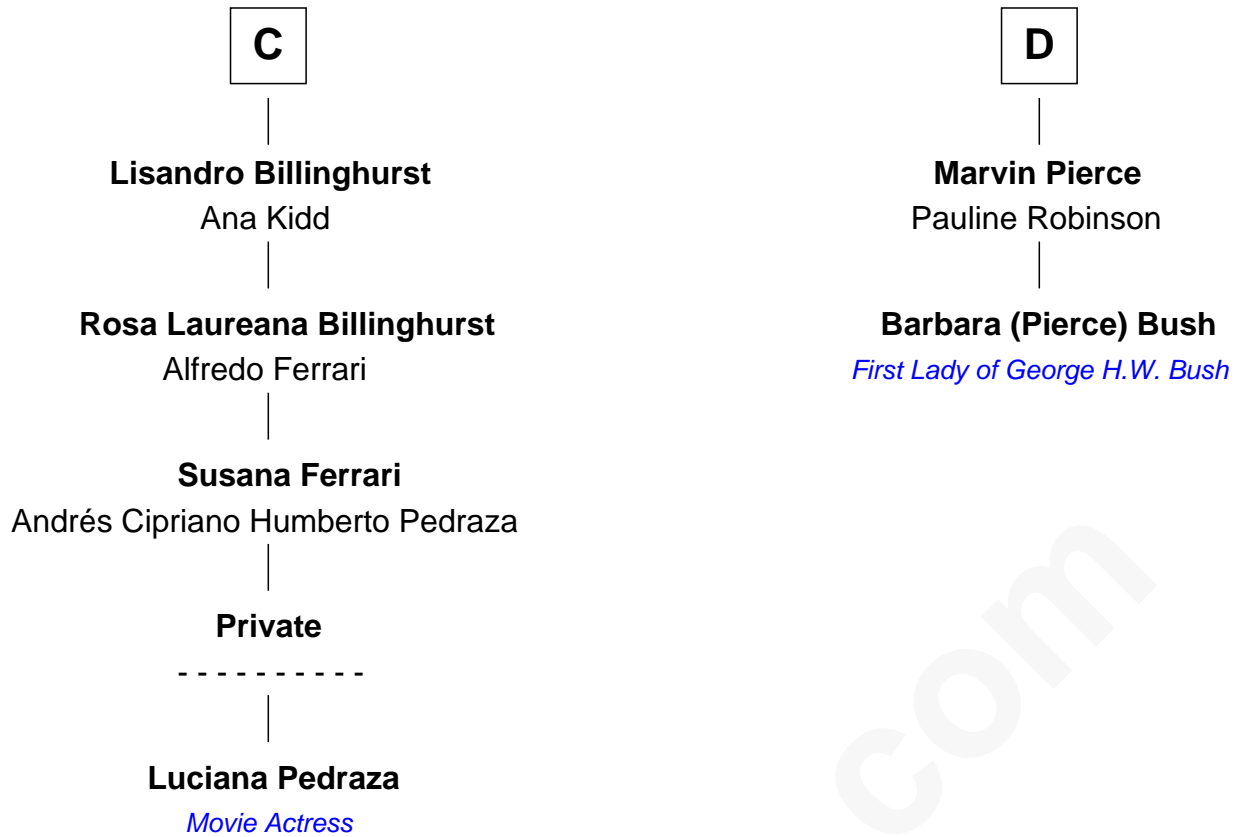 C
Lisandro Billinghurst
Ana Kidd
Rosa Laureana Billinghurst
Alfredo Ferrari
Susana Ferrari
Andrés Cipriano Humberto Pedraza
Private
- - - - - - - - - -
Luciana Pedraza
Movie Actress
D
Marvin Pierce
Pauline Robinson
Barbara (Pierce) Bush
First Lady of George H.W. Bush
com